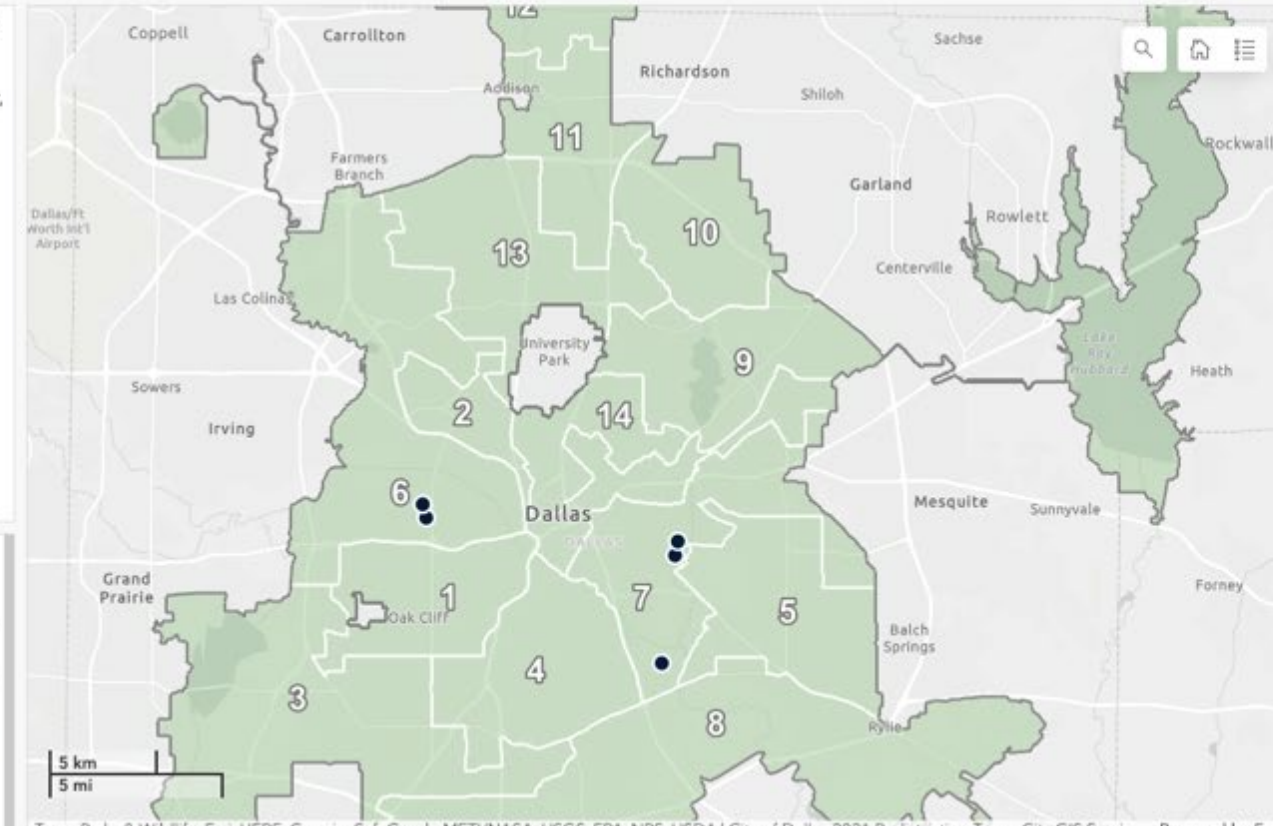 12
Coppell
Carrollton
Sachse
Richardson
Addison
Shiloh
11
Rockwall
Farmers
Branch
Garland
Dallas/Ft
Worth Int'l
Airport
Rowlett
10
13
Centerville
Las Colinas
University
Park
9
Lake
Ray
Hubbard
Heath
Sowers
2
14
Irving
6
Mesquite
Sunnyvale
Dallas
DALLAS
Grand
Prairie
Forney
1
7
5
Oak Cliff
Balch
Springs
4
3
8
Rylie
5 km
5 mi